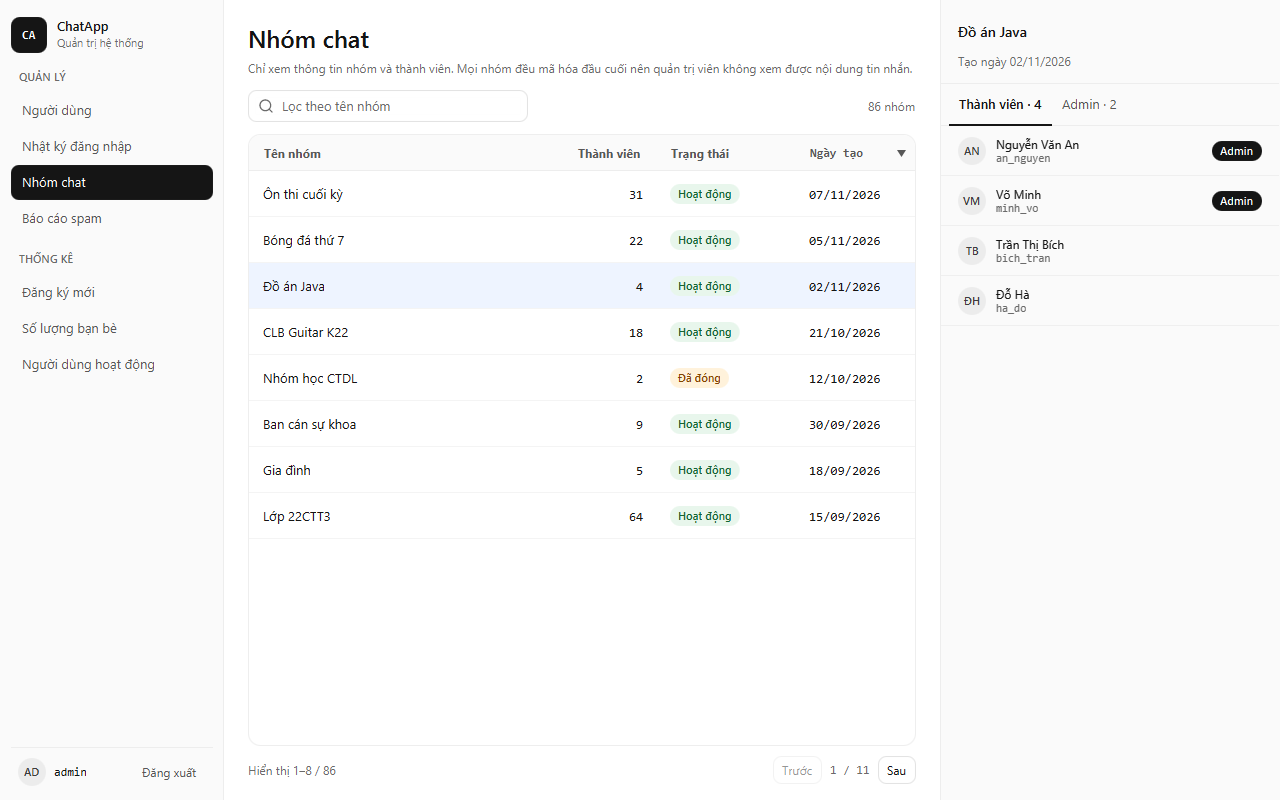 CA
ChatApp
Quản trị hệ thống
QUẢN LÝ
Người dùng
Nhật ký đăng nhập
Nhóm chat
Báo cáo spam
THỐNG KÊ
Đăng ký mới
Số lượng bạn bè
Người dùng hoạt động
AD admin Đăng xuất
Nhóm chat
Chỉ xem thông tin nhóm và thành viên. Mọi nhóm đều mã hóa đầu cuối nên quản trị viên không xem được nội dung tin nhắn.
Lọc theo tên nhóm 86 nhóm
Tên nhóm Thành viên Trạng thái Ngày tạo ▼
Ôn thi cuối kỳ 31 Hoạt động 07/11/2026
Bóng đá thứ 7 22 Hoạt động 05/11/2026
Đồ án Java 4 Hoạt động 02/11/2026
CLB Guitar K22 18 Hoạt động 21/10/2026
Nhóm học CTDL 2 Đã đóng 12/10/2026
Ban cán sự khoa 9 Hoạt động 30/09/2026
Gia đình 5 Hoạt động 18/09/2026
Lớp 22CTT3 64 Hoạt động 15/09/2026
Hiển thị 1–8 / 86 Trước 1 / 11 Sau
Đồ án Java
Tạo ngày 02/11/2026
Thành viên · 4 Admin · 2
AN Nguyễn Văn An Admin
an_nguyen
VM Võ Minh Admin
minh_vo
TB Trần Thị Bích
bich_tran
ĐH Đỗ Hà
ha_do